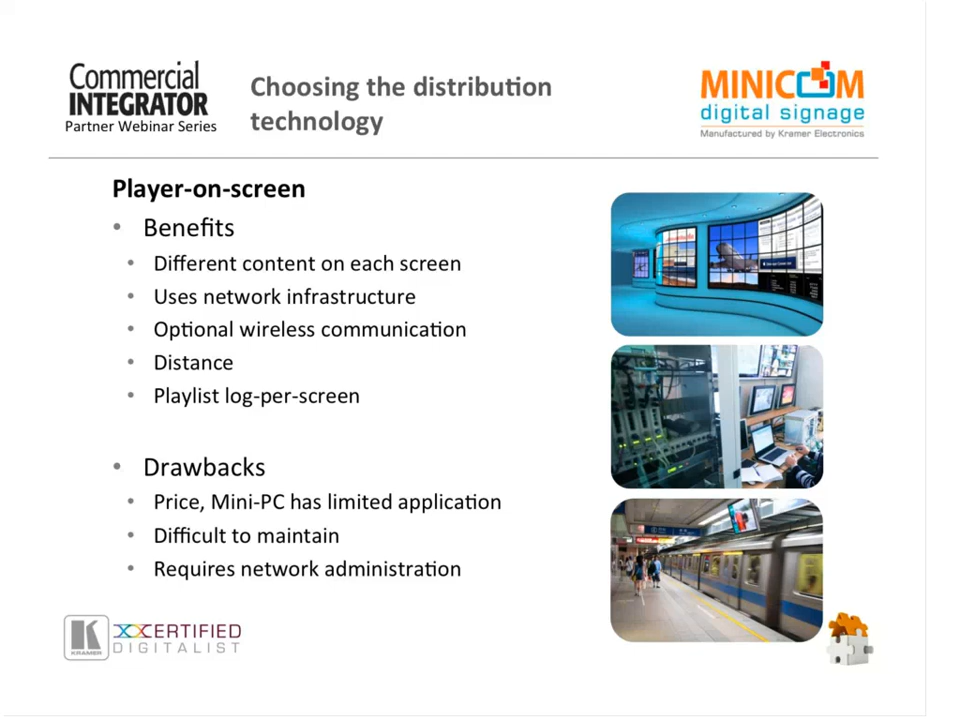 Commercial
INTEGRATOR
Partner Webinar Series
Choosing the distribution
technology
MINICOM
digital signage
Manufactured by Kramer Electronics
Player-on-screen
• Benefits
• Different content on each screen
• Uses network infrastructure
• Optional wireless communication
• Distance
• Playlist log-per-screen
• Drawbacks
• Price, Mini-PC has limited application
• Difficult to maintain
• Requires network administration
K
KRAMER
CERTIFIED
DIGITALIST